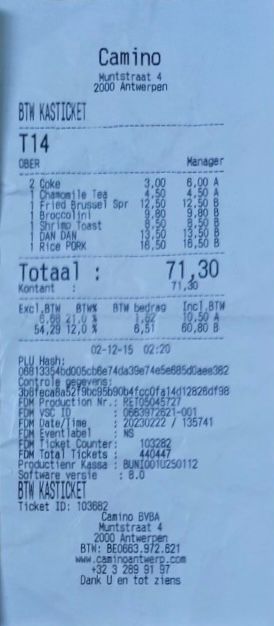 Camino
Muntstraat 4
2000 Antwerpen
BTW KASTICKET
T14
OBER Manager
2 Coke 3,00 6,00 A
1 Chamomile Tea 4,50 4,50 A
1 Fried Brussel Spr 12,50 12,50 B
1 Broccolini 9,80 9,80 B
1 Shrimp Toast 8,50 8,50 B
1 DAN DAN 13,50 13,50 B
1 Rice PORK 16,50 16,50 B
Totaal : 71,30
Kontant : 71,30
Excl.BTW BTW% BTW bedrag Incl.BTW
8,68 21,0 % 1,82 10,50 A
54,29 12,0 % 6,51 60,80 B
02-12-15 02:20
PLU Hash:
Controle gegevens:
FDM Production Nr.: RET05045727
FDM VSC ID : 0663972621-001
FDM Date/Time : 20230222 / 135741
FDM Eventlabel : NS
FDM Ticket Counter: 103282
FDM Total Tickets : 440447
Productienr Kassa : BUNI001U250112
Software versie : 8.0
BTW KASTICKET
Ticket ID: 103682
Camino BVBA
Muntstraat 4
2000 Antwerpen
BTW: BE0663.972.621
www.caminoantwerp.com
+32 3 289 91 97
Dank U en tot ziens